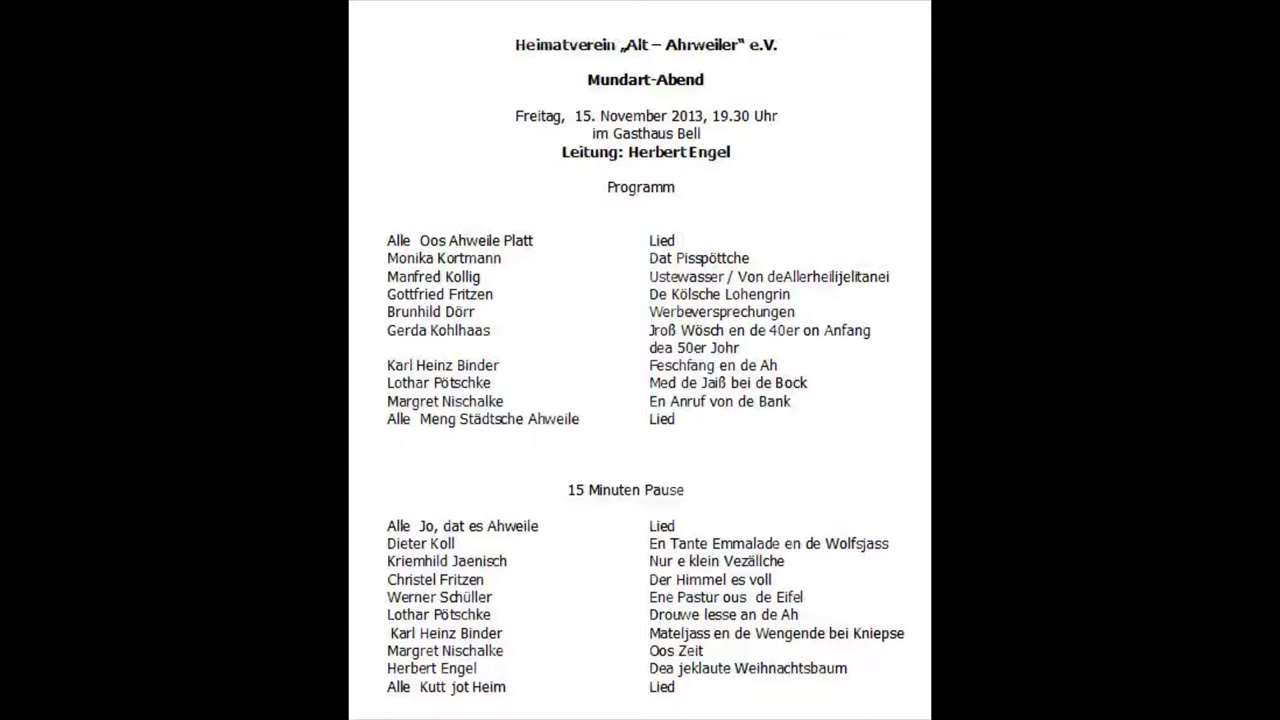 Heimatverein „Alt – Ahrweiler“ e.V.
Mundart-Abend
Freitag, 15. November 2013, 19.30 Uhr
im Gasthaus Bell
Leitung: Herbert Engel
Programm
Alle Oos Ahweile Platt Lied
Monika Kortmann Dat Pisspöttche
Manfred Kollig Ustewasser / Von deAllerheilijelitanei
Gottfried Fritzen De Kölsche Lohengrin
Brunhild Dörr Werbeversprechungen
Gerda Kohlhaas Jroß Wösch en de 40er on Anfang
dea 50er Johr
Karl Heinz Binder Feschfang en de Ah
Lothar Pötschke Med de Jaiß bei de Bock
Margret Nischalke En Anruf von de Bank
Alle Meng Städtsche Ahweile Lied
15 Minuten Pause
Alle Jo, dat es Ahweile Lied
Dieter Koll En Tante Emmalade en de Wolfsjass
Kriemhild Jaenisch Nur e klein Vezällche
Christel Fritzen Der Himmel es voll
Werner Schüller Ene Pastur ous de Eifel
Lothar Pötschke Drouwe lesse an de Ah
Karl Heinz Binder Mateljass en de Wengende bei Kniepse
Margret Nischalke Oos Zeit
Herbert Engel Dea jeklaute Weihnachtsbaum
Alle Kutt jot Heim Lied